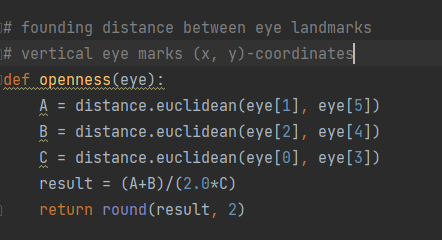 # founding distance between eye landmarks
# vertical eye marks (x, y)-coordinates
def openness(eye):
    A = distance.euclidean(eye[1], eye[5])
    B = distance.euclidean(eye[2], eye[4])
    C = distance.euclidean(eye[0], eye[3])
    result = (A+B)/(2.0*C)
    return round(result, 2)